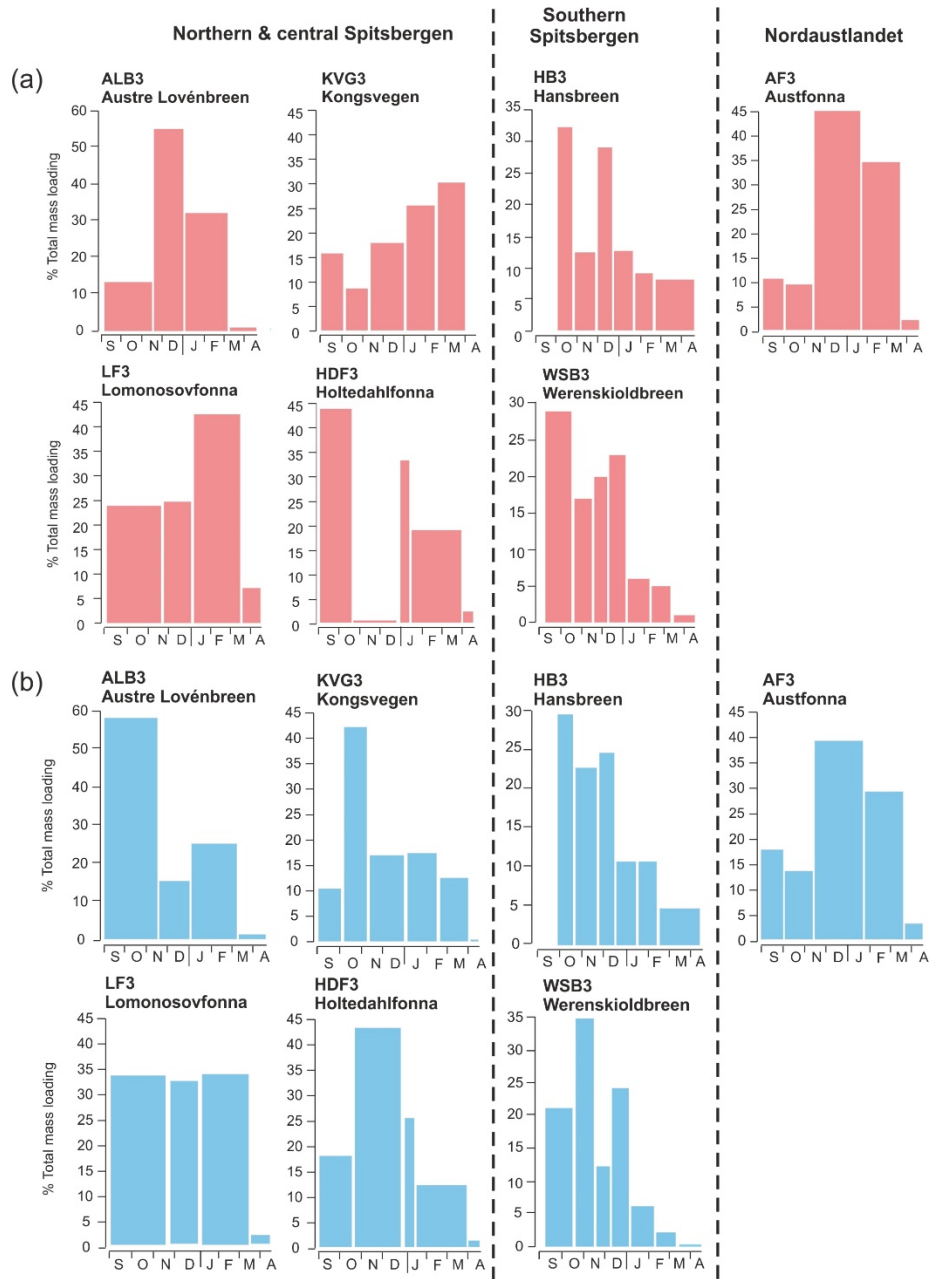 Northern & central Spitsbergen
Southern
Spitsbergen
Nordaustlandet
(a)
ALB3
Austre Lovénbreen
% Total mass loading
60
50
40
30
20
10
0
S O N D J F M A
KVG3
Kongsvegen
45
40
35
30
25
20
15
10
5
0
S O N D J F M A
HB3
Hansbreen
35
30
25
20
15
10
5
0
S O N D J F M A
AF3
Austfonna
45
40
35
30
25
20
15
10
5
0
S O N D J F M A
LF3
Lomonosovfonna
% Total mass loading
45
40
35
30
25
20
15
10
5
0
S O N D J F M A
HDF3
Holtedahlfonna
45
40
35
30
25
20
15
10
5
0
S O N D J F M A
WSB3
Werenskioldbreen
30
25
20
15
10
5
0
S O N D J F M A
(b)
ALB3
Austre Lovénbreen
% Total mass loading
60
50
40
30
20
10
0
S O N D J F M A
KVG3
Kongsvegen
45
40
35
30
25
20
15
10
5
0
S O N D J F M A
HB3
Hansbreen
30
25
20
15
10
5
0
S O N D J F M A
AF3
Austfonna
45
40
35
30
25
20
15
10
5
0
S O N D J F M A
LF3
Lomonosovfonna
% Total mass loading
45
40
35
30
25
20
15
10
5
0
S O N D J F M A
HDF3
Holtedahlfonna
45
40
35
30
25
20
15
10
5
0
S O N D J F M A
WSB3
Werenskioldbreen
35
30
25
20
15
10
5
0
S O N D J F M A